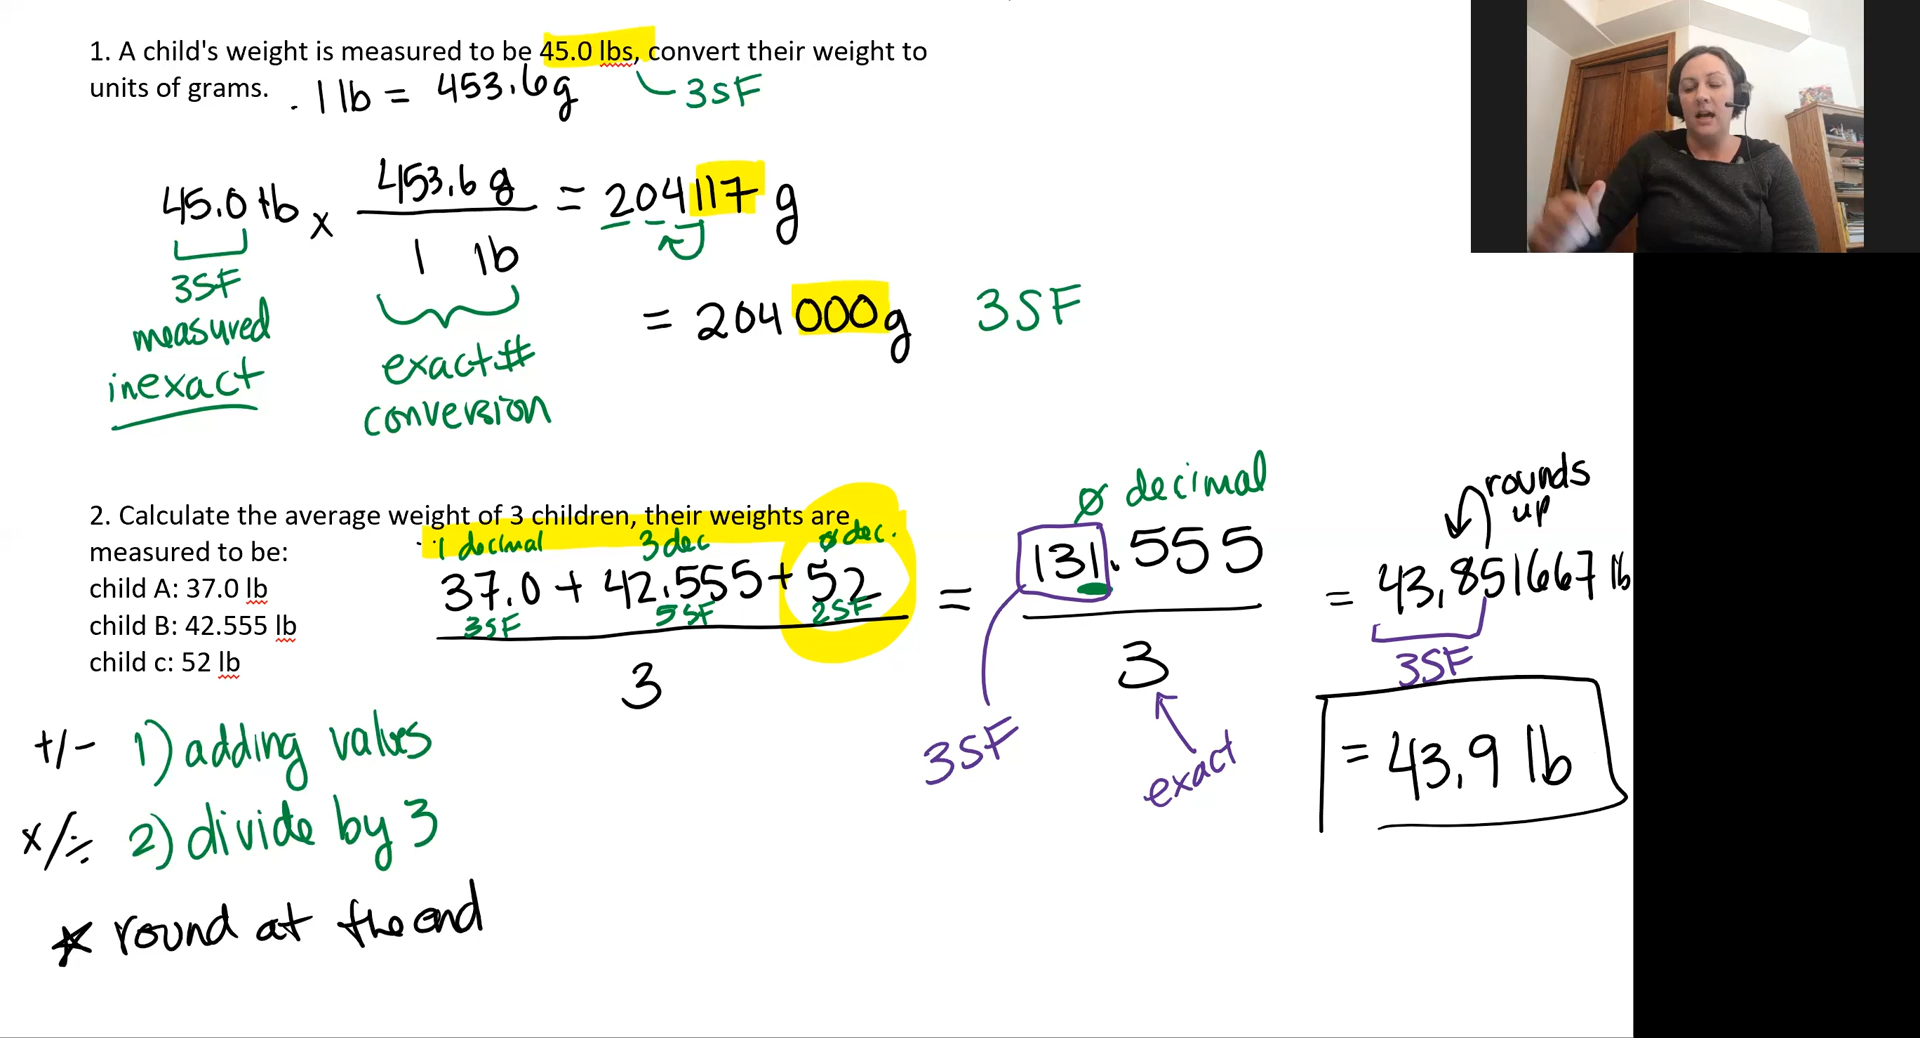 1. A child's weight is measured to be 45.0 lbs, convert their weight to
units of grams.
1 lb = 453.6g
3SF
45.0 lb x 453.6 g = 204117 g
1 lb
3SF
measured
inexact
exact #
conversion
= 204000g 3SF
2. Calculate the average weight of 3 children, their weights are
measured to be:
child A: 37.0 lb
child B: 42.555 lb
child c: 52 lb
1 decimal 3 dec ø dec.
37.0 + 42.555 + 52
3SF 5SF 2SF
3
=
ø decimal
131.555
3
3SF
exact
rounds
up
= 43.851667 lb
3SF
= 43.9 lb
+/- 1) adding values
x/÷ 2) divide by 3
* round at the end